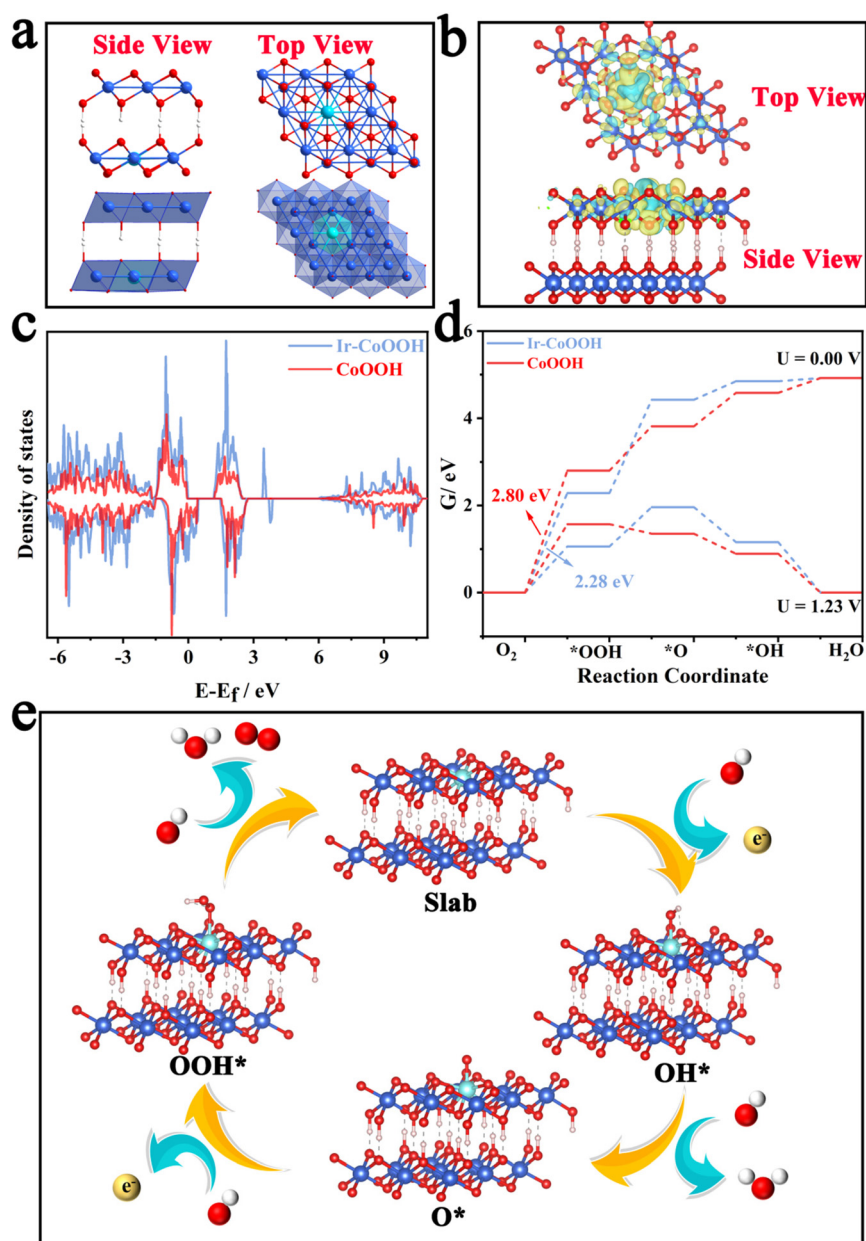 a
Side View
Top View
b
Top View
Side View
c
Ir-CoOOH
CoOOH
Density of states
-6
-3
0
3
6
9
E-Ef / eV
d
6
Ir-CoOOH
CoOOH
U = 0.00 V
4
G/ eV
2.80 eV
2
2.28 eV
0
U = 1.23 V
O2
*OOH
*O
*OH
H2O
Reaction Coordinate
e
e-
Slab
OOH*
OH*
e-
O*